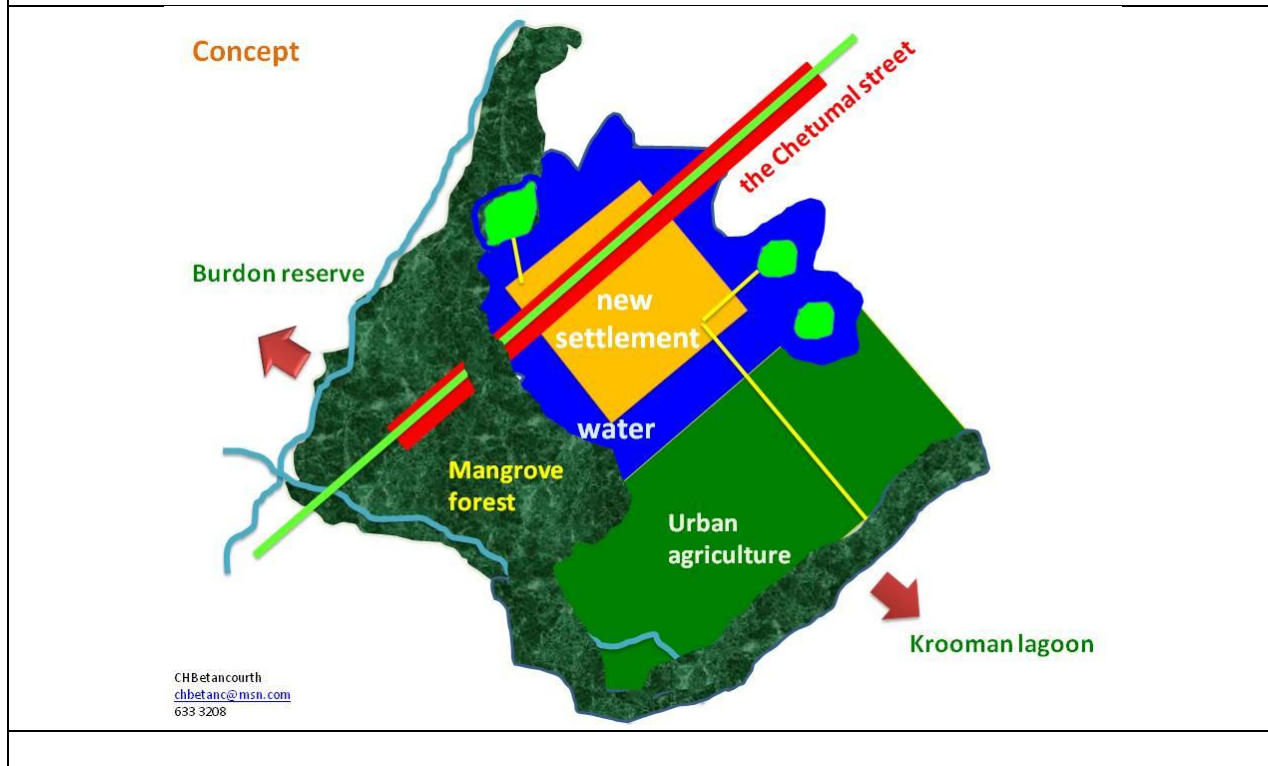 Concept
the Chetumal street
Burdon reserve
new
settlement
water
Mangrove
forest
Urban
agriculture
Krooman lagoon
CHBetancourth
chbetanc@msn.com
633 3208